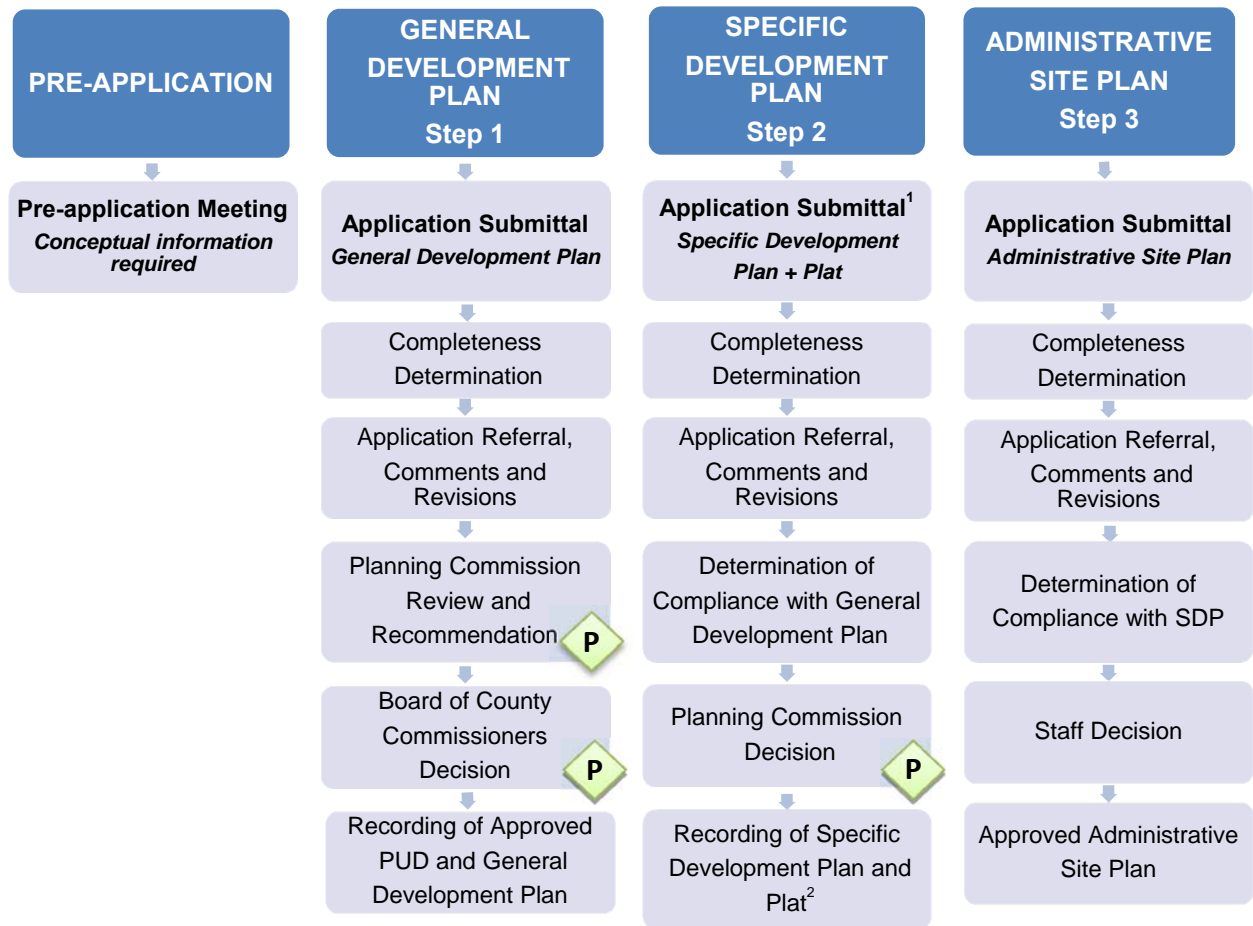 PRE-APPLICATION
Pre-application Meeting
Conceptual information
required
GENERAL
DEVELOPMENT
PLAN
Step 1
Application Submittal
General Development Plan
Completeness
Determination
Application Referral,
Comments and
Revisions
Planning Commission
Review and
Recommendation
P
Board of County
Commissioners
Decision
P
Recording of Approved
PUD and General
Development Plan
SPECIFIC
DEVELOPMENT
PLAN
Step 2
Application Submittal¹
Specific Development
Plan + Plat
Completeness
Determination
Application Referral,
Comments and
Revisions
Determination of
Compliance with General
Development Plan
Planning Commission
Decision
P
Recording of Specific
Development Plan and
Plat²
ADMINISTRATIVE
SITE PLAN
Step 3
Application Submittal
Administrative Site Plan
Completeness
Determination
Application Referral,
Comments and
Revisions
Determination of
Compliance with SDP
Staff Decision
Approved Administrative
Site Plan